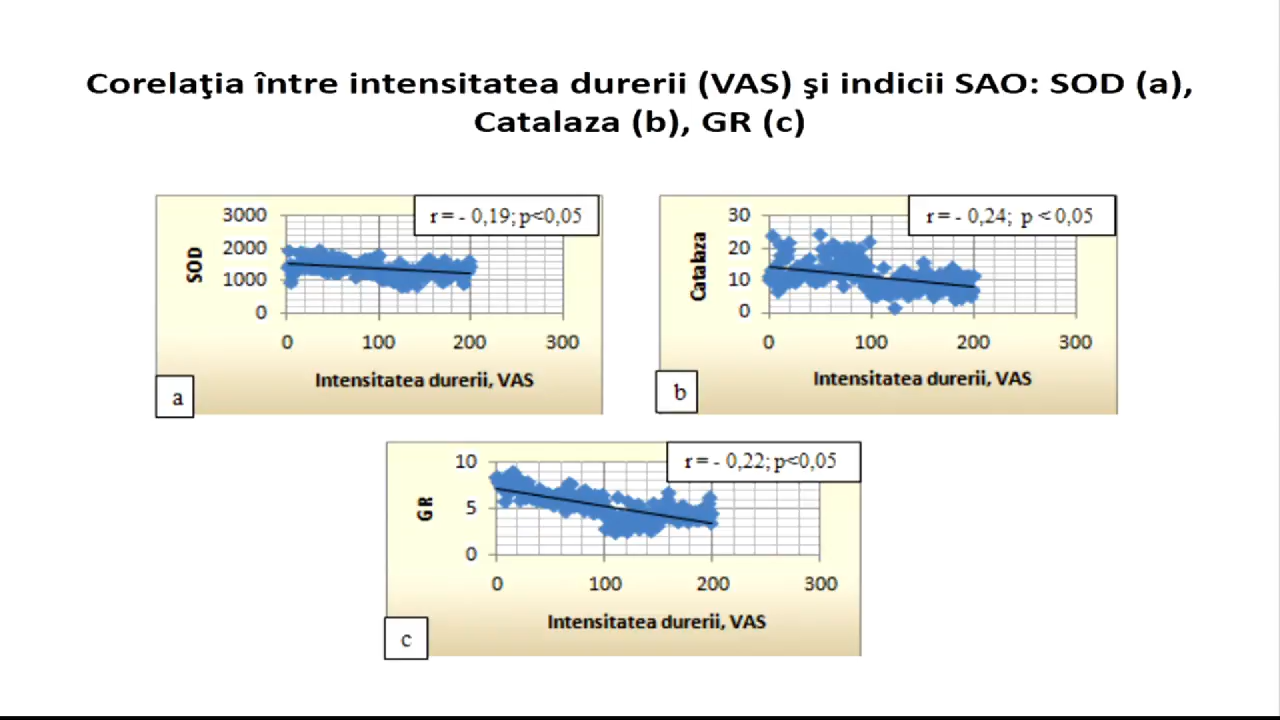 Corelaţia între intensitatea durerii (VAS) şi indicii SAO: SOD (a),
Catalaza (b), GR (c)
r = - 0,19; p<0,05
3000
2000
1000
0
SOD
0 100 200 300
Intensitatea durerii, VAS
a
r = - 0,24; p < 0,05
30
20
10
0
Catalaza
0 100 200 300
Intensitatea durerii, VAS
b
r = - 0,22; p<0,05
10
5
0
GR
0 100 200 300
Intensitatea durerii, VAS
c